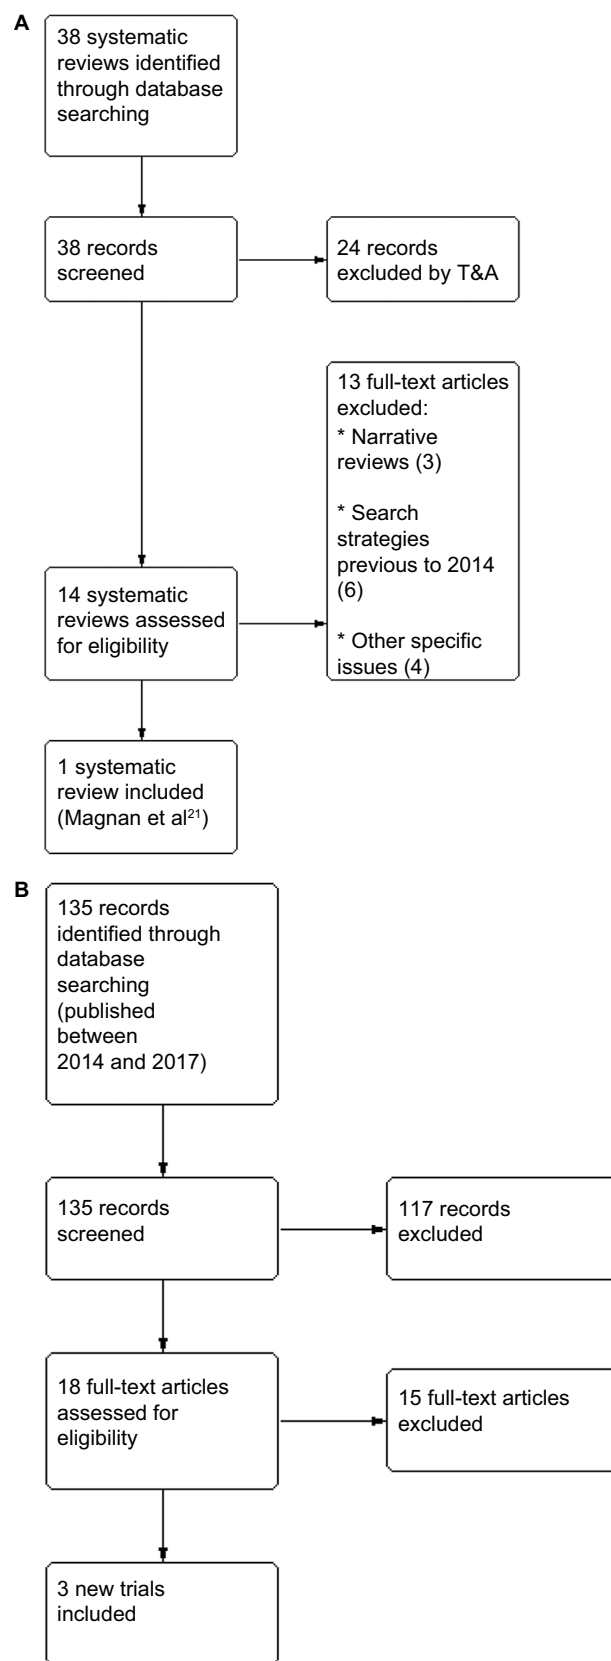 A
38 systematic
reviews identified
through database
searching
38 records
screened
24 records
excluded by T&A
13 full-text articles
excluded:
* Narrative
reviews (3)
* Search
strategies
previous to 2014
(6)
* Other specific
issues (4)
14 systematic
reviews assessed
for eligibility
1 systematic
review included
(Magnan et al²¹)
B
135 records
identified through
database
searching
(published
between
2014 and 2017)
135 records
screened
117 records
excluded
18 full-text articles
assessed for
eligibility
15 full-text articles
excluded
3 new trials
included